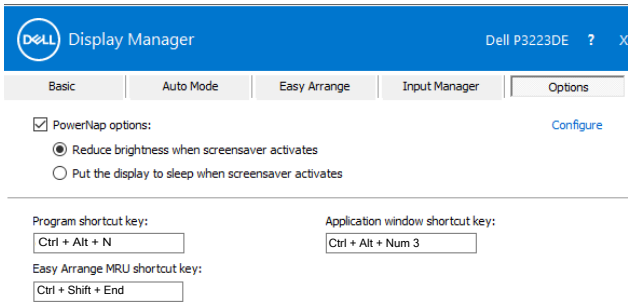 DELL Display Manager Dell P3223DE ? X
Basic Auto Mode Easy Arrange Input Manager Options
PowerNap options: Configure
Reduce brightness when screensaver activates
Put the display to sleep when screensaver activates
Program shortcut key: Application window shortcut key:
Ctrl + Alt + N Ctrl + Alt + Num 3
Easy Arrange MRU shortcut key:
Ctrl + Shift + End